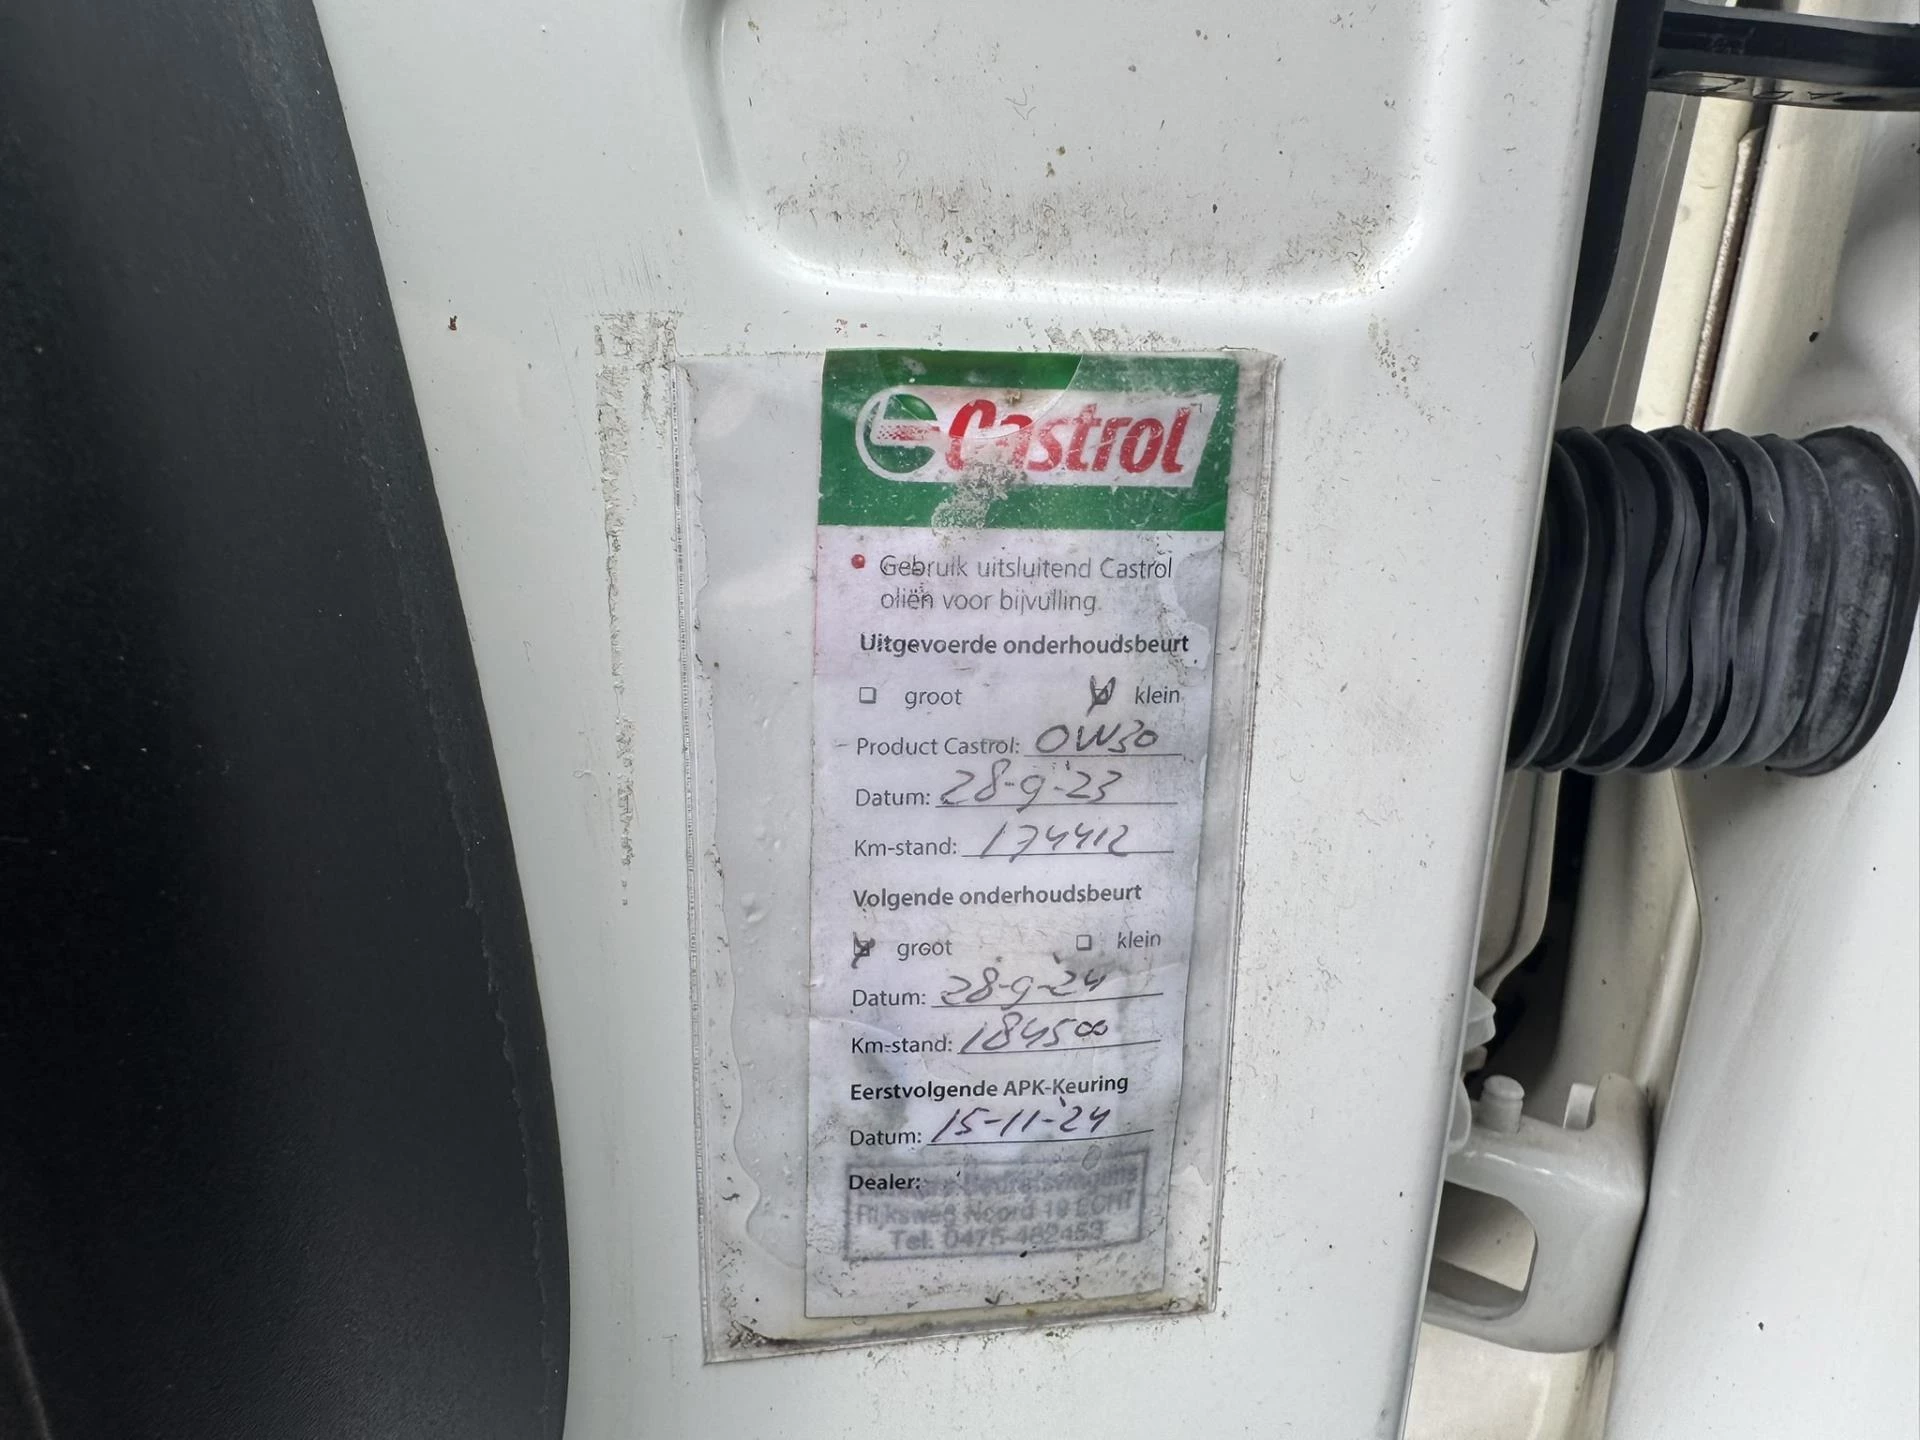 Castrol
Gebruik uitsluitend Castrol
oliën voor bijvulling.
Uitgevoerde onderhoudsbeurt
groot klein
Product Castrol: 0W30
Datum: 28-9-'23
Km-stand: 174412
Volgende onderhoudsbeurt
groot klein
Datum: 28-9-'24
Km-stand: 184500
Eerstvolgende APK-Keuring
Datum: 15-11-'24
Dealer: Bedrijfswagens
Rijksweg Noord 19 ECHT
Tel. 0475-482453